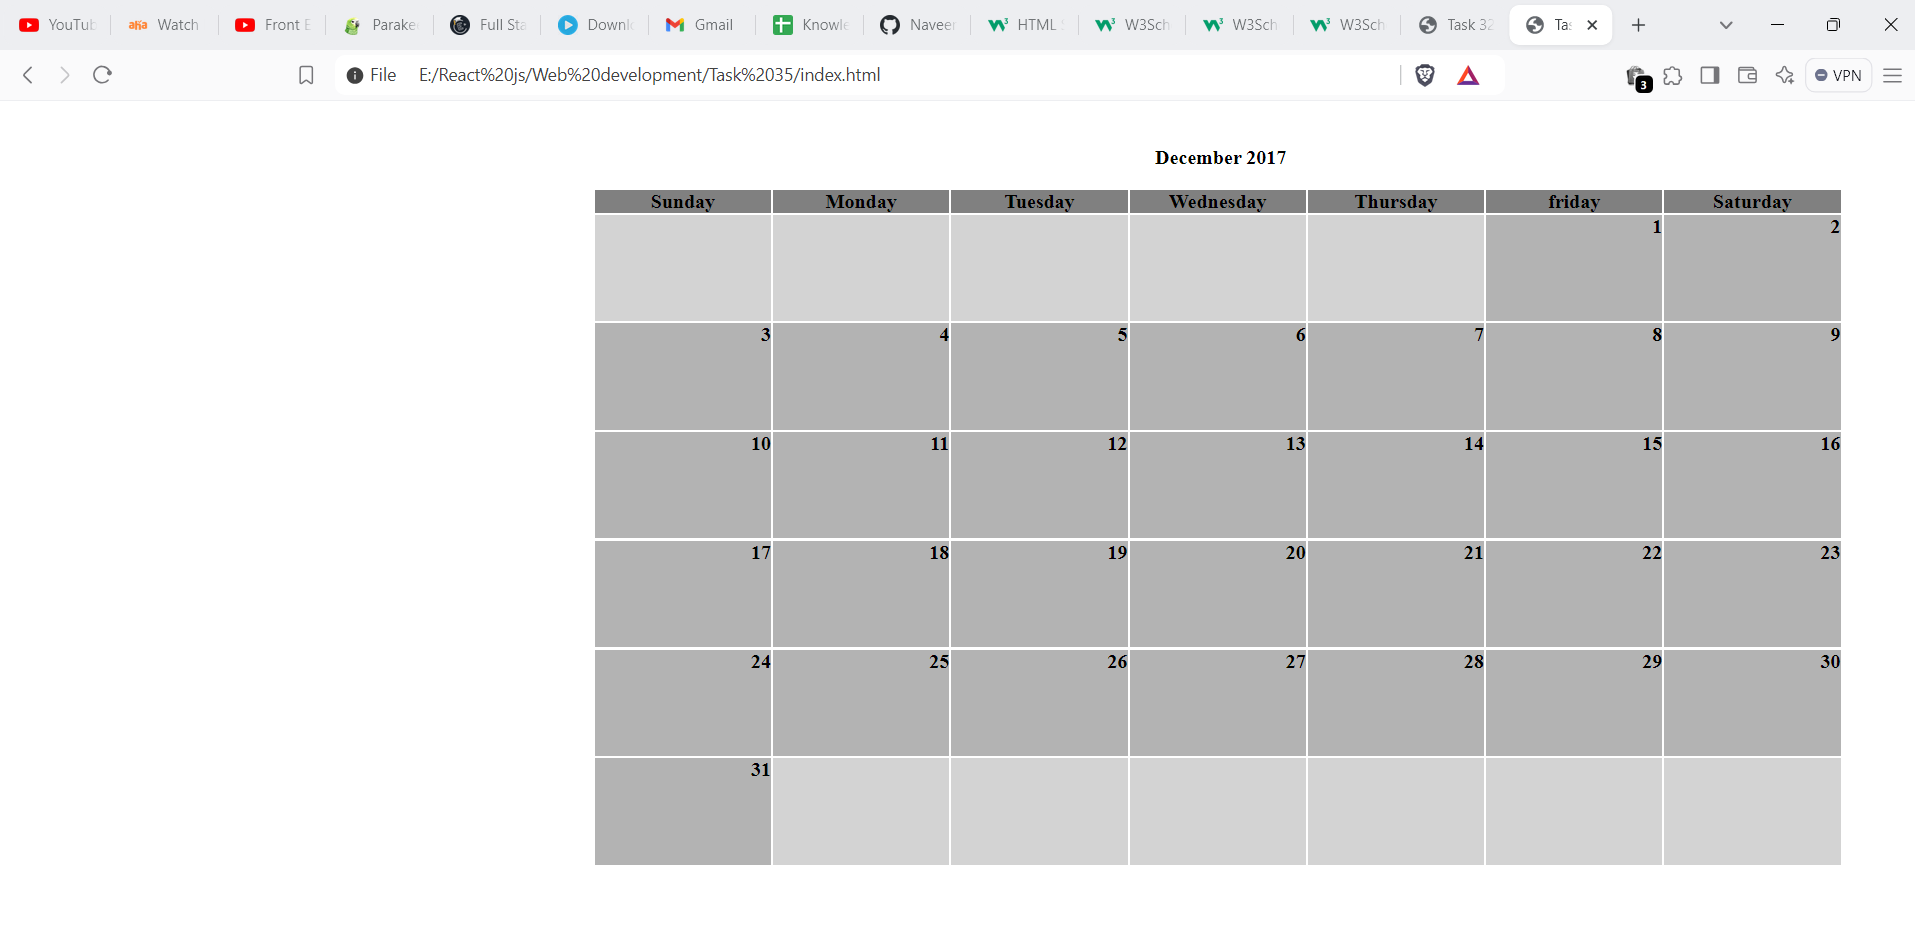 YouTub Watch Front E Parake Full Sta Downlo Gmail Knowle Naveer HTML W3Sch W3Sch W3Sch Task 32 Tas
File E:/React%20js/Web%20development/Task%2035/index.html 3 VPN
December 2017
Sunday Monday Tuesday Wednesday Thursday friday Saturday
1 2
3 4 5 6 7 8 9
10 11 12 13 14 15 16
17 18 19 20 21 22 23
24 25 26 27 28 29 30
31